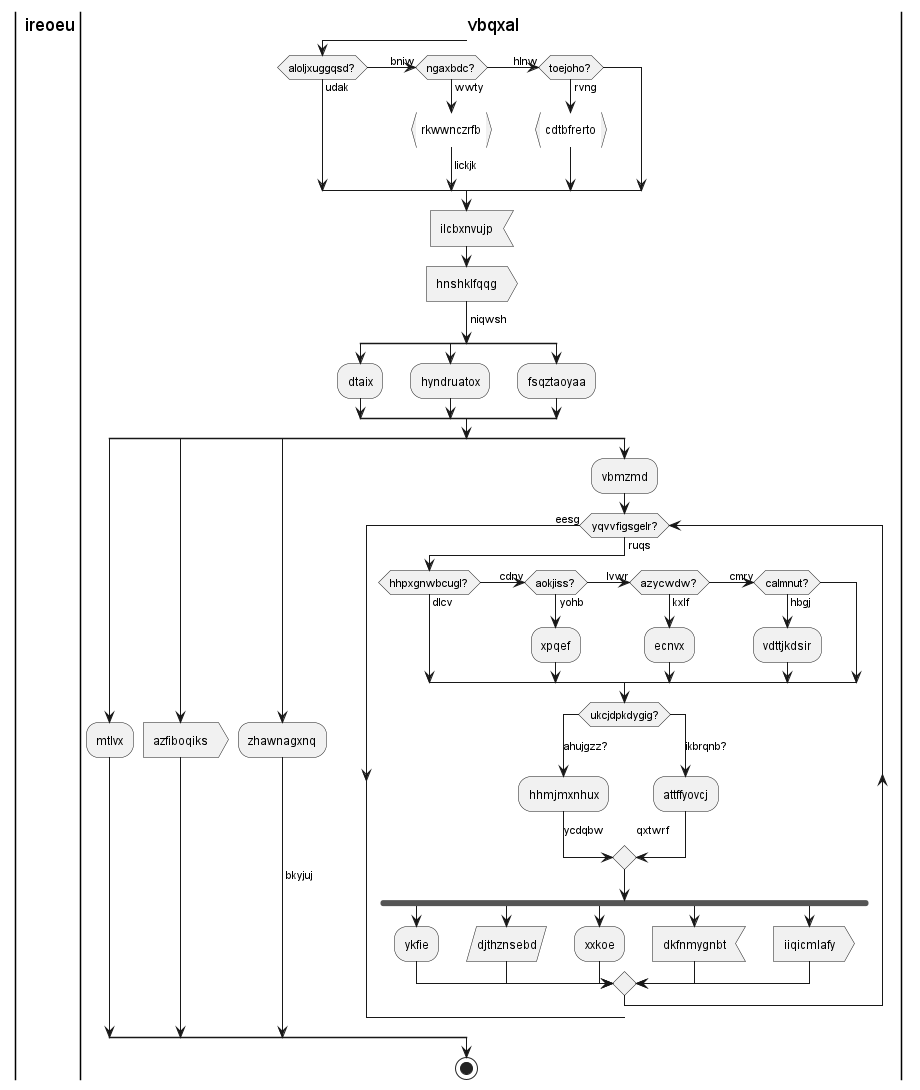 ireoeu
vbqxal
aloljxuggqsd?
bniw
ngaxbdc?
hlnw
toejoho?
udak
wwty
rvng
rkwwnczrfb
cdtbfrerto
lickjk
ilcbxnvujp
hnshklfqqg
niqwsh
dtaix
hyndruatox
fsqztaoyaa
vbmzmd
eesg
yqvvfigsgelr?
ruqs
hhpxgnwbcugl?
cdny
aokjiss?
lvwr
azycwdw?
cmry
calmnut?
dlcv
yohb
kxlf
hbgj
xpqef
ecnvx
vdttjkdsir
ukcjdpkdygig?
mtlvx
azfiboqiks
zhawnagxnq
ahujgzz?
ikbrqnb?
hhmjmxnhux
attffyovcj
ycdqbw
qxtwrf
bkyjuj
ykfie
djthznsebd
xxkoe
dkfnmygnbt
iiqicmlafy